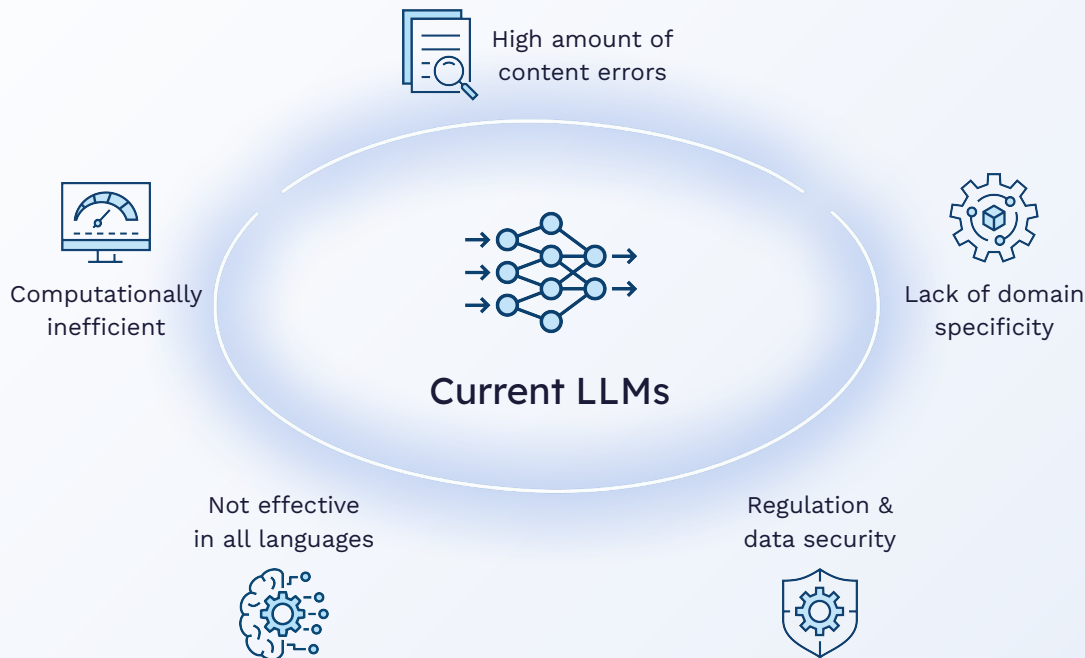 High amount of
content errors
Computationally
inefficient
Lack of domain
specificity
Current LLMs
Not effective
in all languages
Regulation &
data security